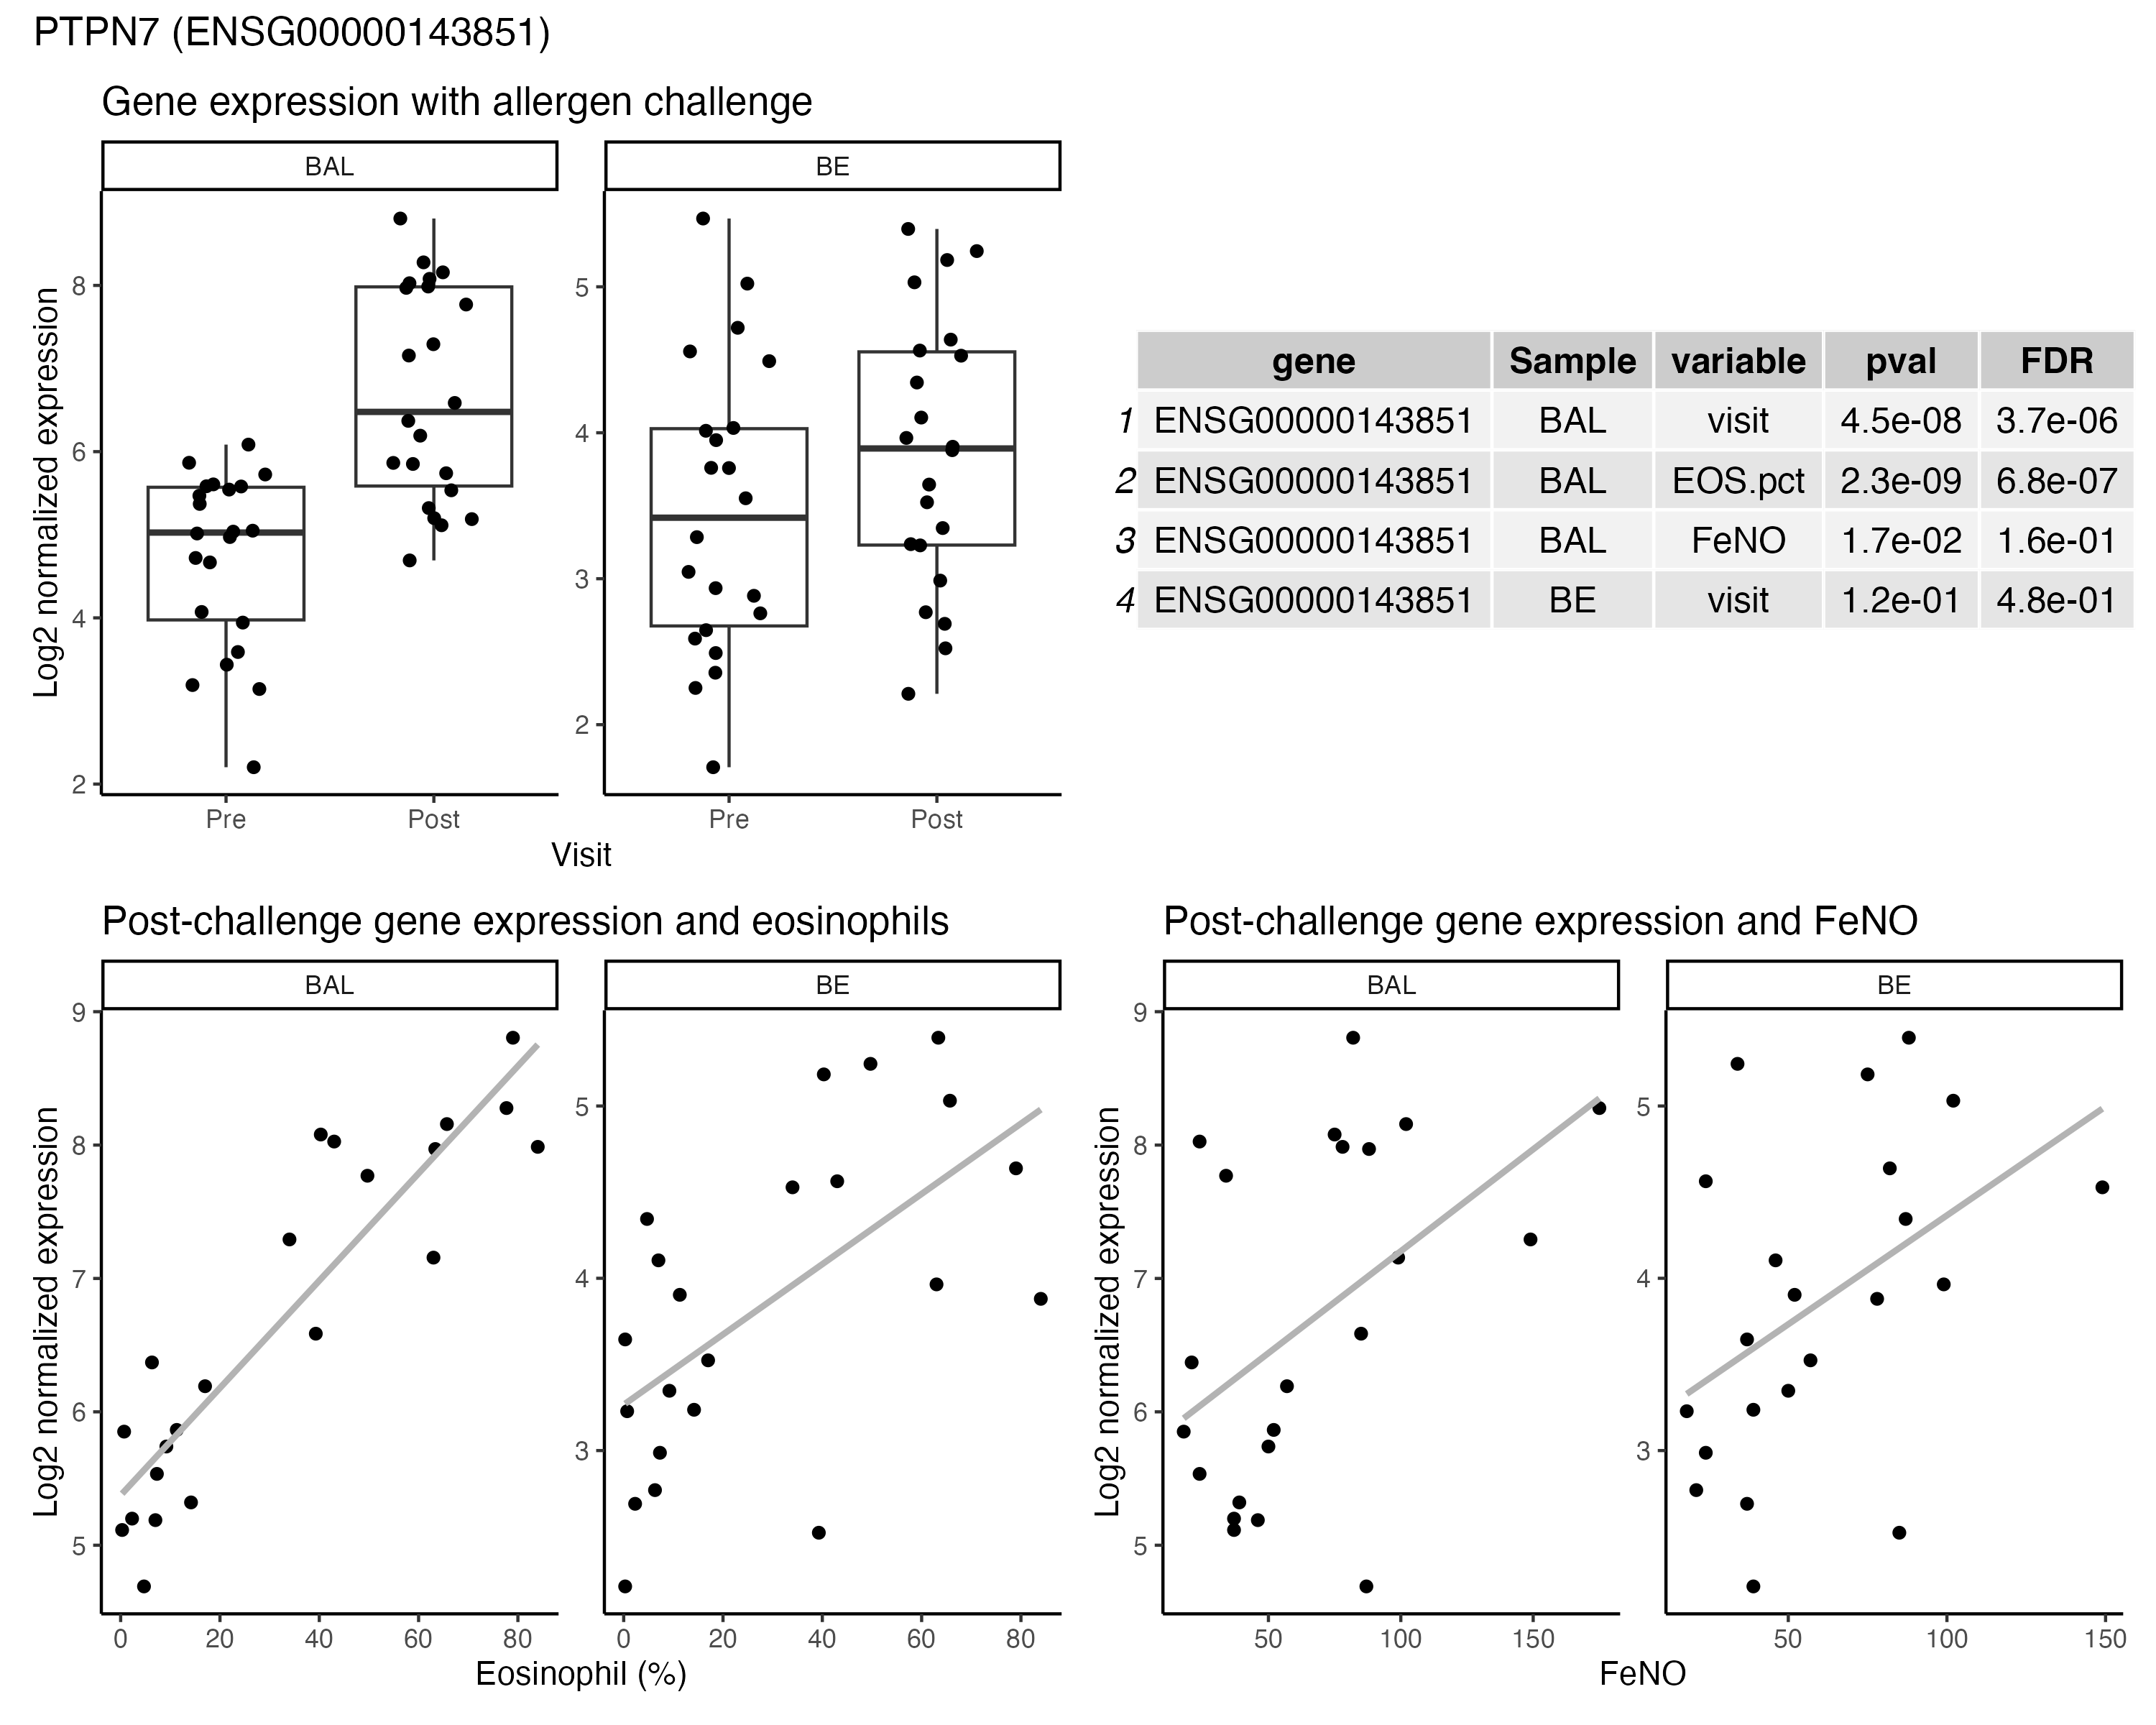 PTPN7 (ENSG00000143851)
Gene expression with allergen challenge
BAL
BE
Log2 normalized expression
8
6
4
2
5
4
3
2
Pre
Post
Pre
Post
Visit
gene Sample variable pval FDR
1 ENSG00000143851 BAL visit 4.5e-08 3.7e-06
2 ENSG00000143851 BAL EOS.pct 2.3e-09 6.8e-07
3 ENSG00000143851 BAL FeNO 1.7e-02 1.6e-01
4 ENSG00000143851 BE visit 1.2e-01 4.8e-01
Post-challenge gene expression and eosinophils
BAL
BE
Log2 normalized expression
9
8
7
6
5
5
4
3
0 20 40 60 80
0 20 40 60 80
Eosinophil (%)
Post-challenge gene expression and FeNO
BAL
BE
Log2 normalized expression
9
8
7
6
5
5
4
3
50 100 150
50 100 150
FeNO